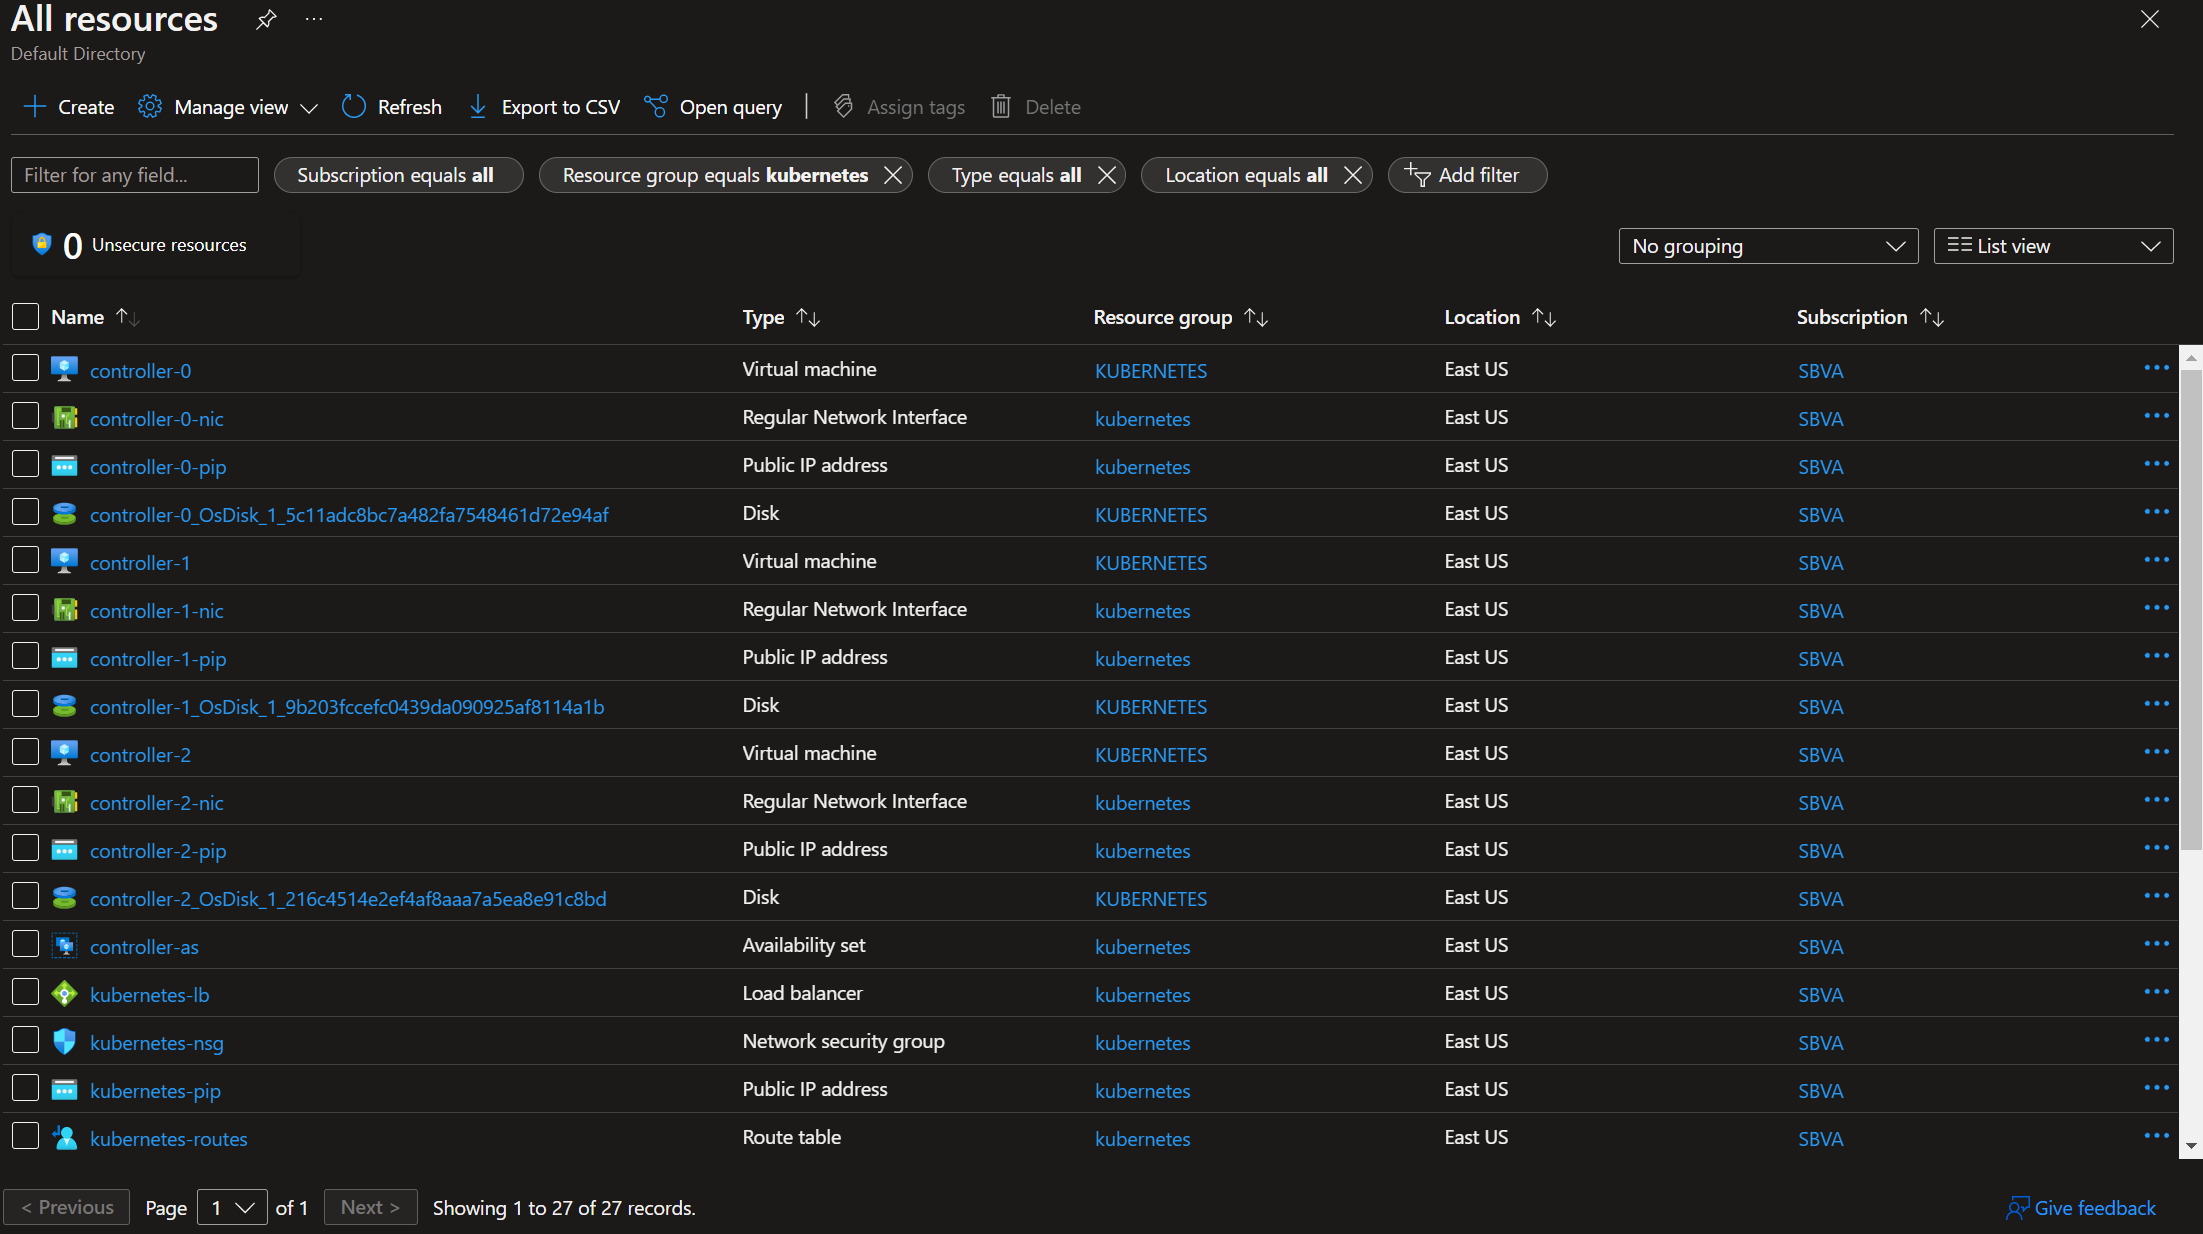 All resources ...
Default Directory
Create Manage view Refresh Export to CSV Open query | Assign tags Delete
Filter for any field... Subscription equals all Resource group equals kubernetes Type equals all Location equals all Add filter
0 Unsecure resources No grouping List view
Name Type Resource group Location Subscription
controller-0 Virtual machine KUBERNETES East US SBVA
controller-0-nic Regular Network Interface kubernetes East US SBVA
controller-0-pip Public IP address kubernetes East US SBVA
controller-0_OsDisk_1_5c11adc8bc7a482fa7548461d72e94af Disk KUBERNETES East US SBVA
controller-1 Virtual machine KUBERNETES East US SBVA
controller-1-nic Regular Network Interface kubernetes East US SBVA
controller-1-pip Public IP address kubernetes East US SBVA
controller-1_OsDisk_1_9b203fccefc0439da090925af8114a1b Disk KUBERNETES East US SBVA
controller-2 Virtual machine KUBERNETES East US SBVA
controller-2-nic Regular Network Interface kubernetes East US SBVA
controller-2-pip Public IP address kubernetes East US SBVA
controller-2_OsDisk_1_216c4514e2ef4af8aaa7a5ea8e91c8bd Disk KUBERNETES East US SBVA
controller-as Availability set kubernetes East US SBVA
kubernetes-lb Load balancer kubernetes East US SBVA
kubernetes-nsg Network security group kubernetes East US SBVA
kubernetes-pip Public IP address kubernetes East US SBVA
kubernetes-routes Route table kubernetes East US SBVA
< Previous Page 1 of 1 Next > Showing 1 to 27 of 27 records. Give feedback